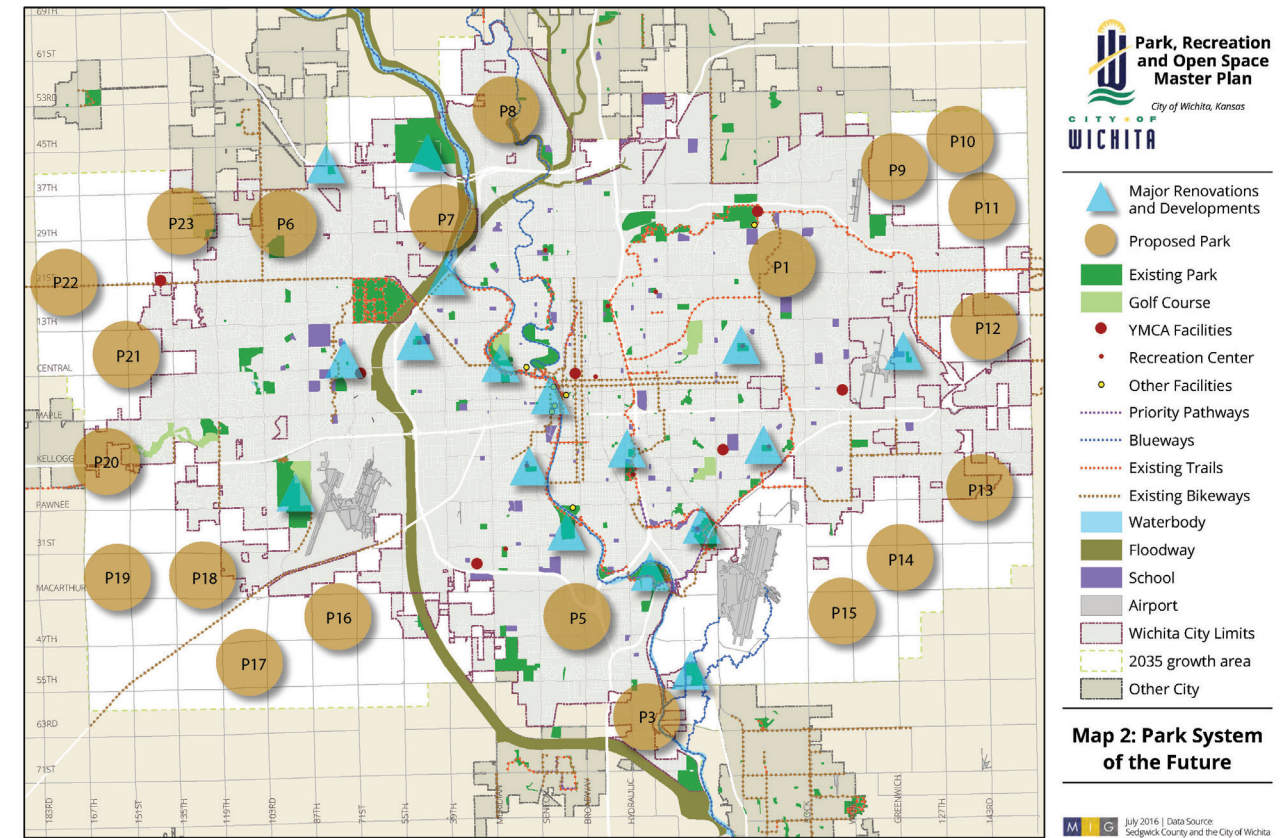 69TH
61ST
53RD
45TH
37TH
29TH
21ST
13TH
CENTRAL
MAPLE
KELLOGG
PAWNEE
31ST
MACARTHUR
47TH
55TH
63RD
71ST
183RD
167TH
151ST
135TH
119TH
103RD
87TH
71ST
55TH
39TH
MERIDIAN
SENECA
BROADWAY
HYDRAULIC
ROCK
GREENWICH
127TH
143RD
P8
P10
P9
P11
P23
P6
P7
P1
P22
P12
P21
P20
P13
P14
P19
P18
P15
P16
P5
P17
P3
Park, Recreation
and Open Space
Master Plan
City of Wichita, Kansas
CITY OF
WICHITA
Major Renovations
and Developments
Proposed Park
Existing Park
Golf Course
YMCA Facilities
Recreation Center
Other Facilities
Priority Pathways
Blueways
Existing Trails
Existing Bikeways
Waterbody
Floodway
School
Airport
Wichita City Limits
2035 growth area
Other City
Map 2: Park System
of the Future
M I G
July 2016 | Data Source:
Sedgwick County and the City of Wichita